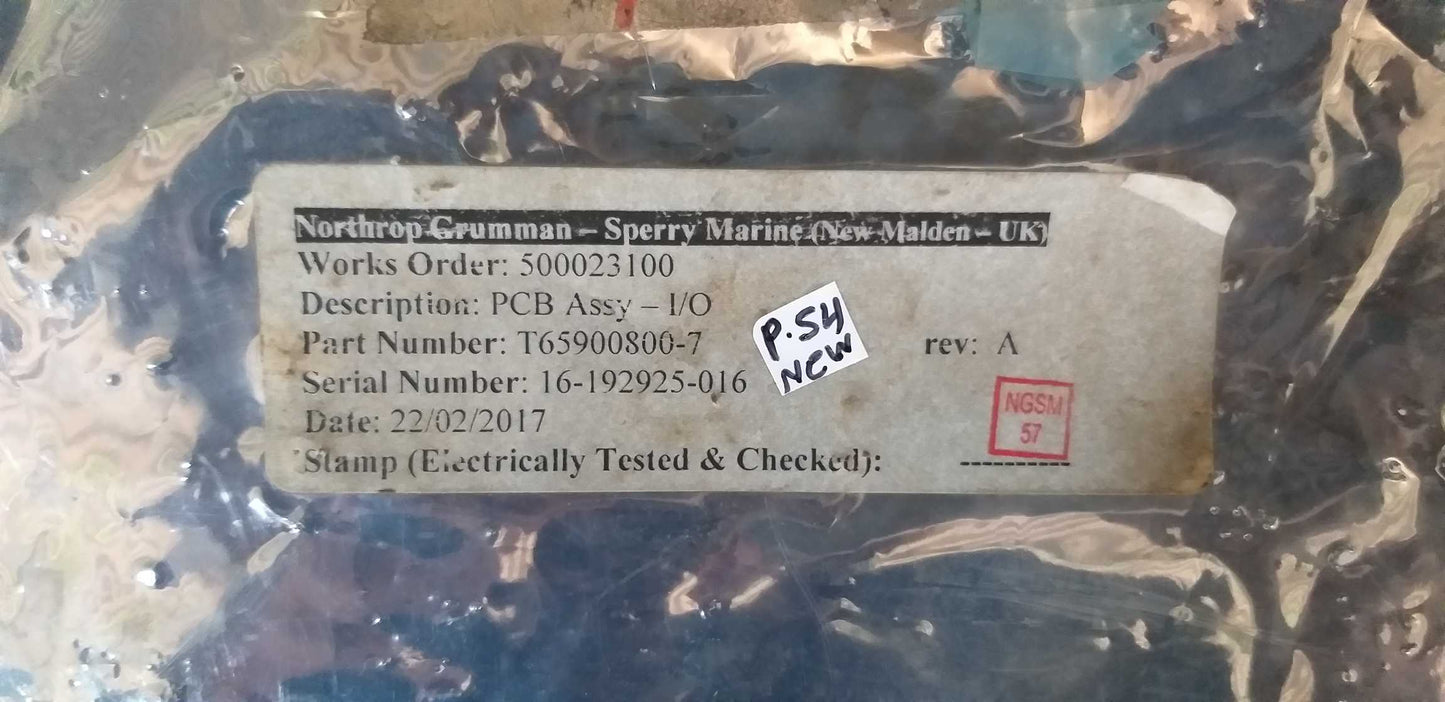 Northrop Grumman – Sperry Marine (New Malden – UK)
Works Order: 500023100
Description: PCB Assy – I/O
Part Number: T65900800-7 rev: A
Serial Number: 16-192925-016
Date: 22/02/2017
Stamp (Electrically Tested & Checked): ----------
P.54
NEW
NGSM
57